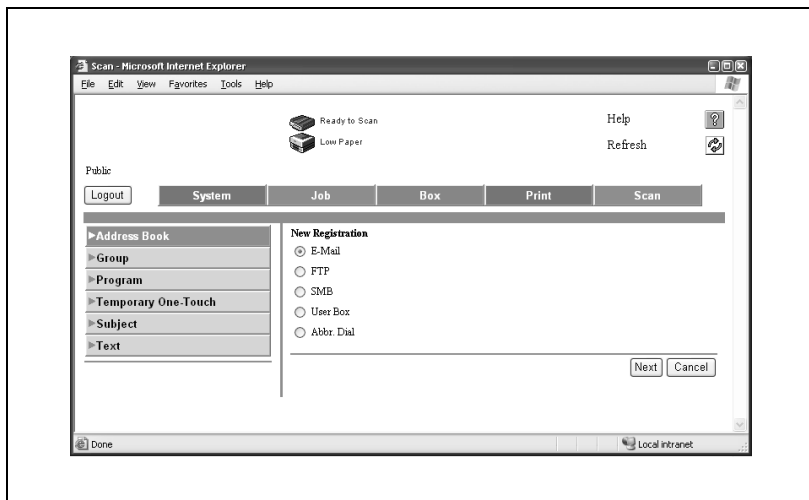 Scan - Microsoft Internet Explorer
File Edit View Favorites Tools Help
Ready to Scan
Help
Low Paper
Refresh
Public
Logout System Job Box Print Scan
Address Book
Group
Program
Temporary One-Touch
Subject
Text
New Registration
E-Mail
FTP
SMB
User Box
Abbr. Dial
Next Cancel
Done Local intranet